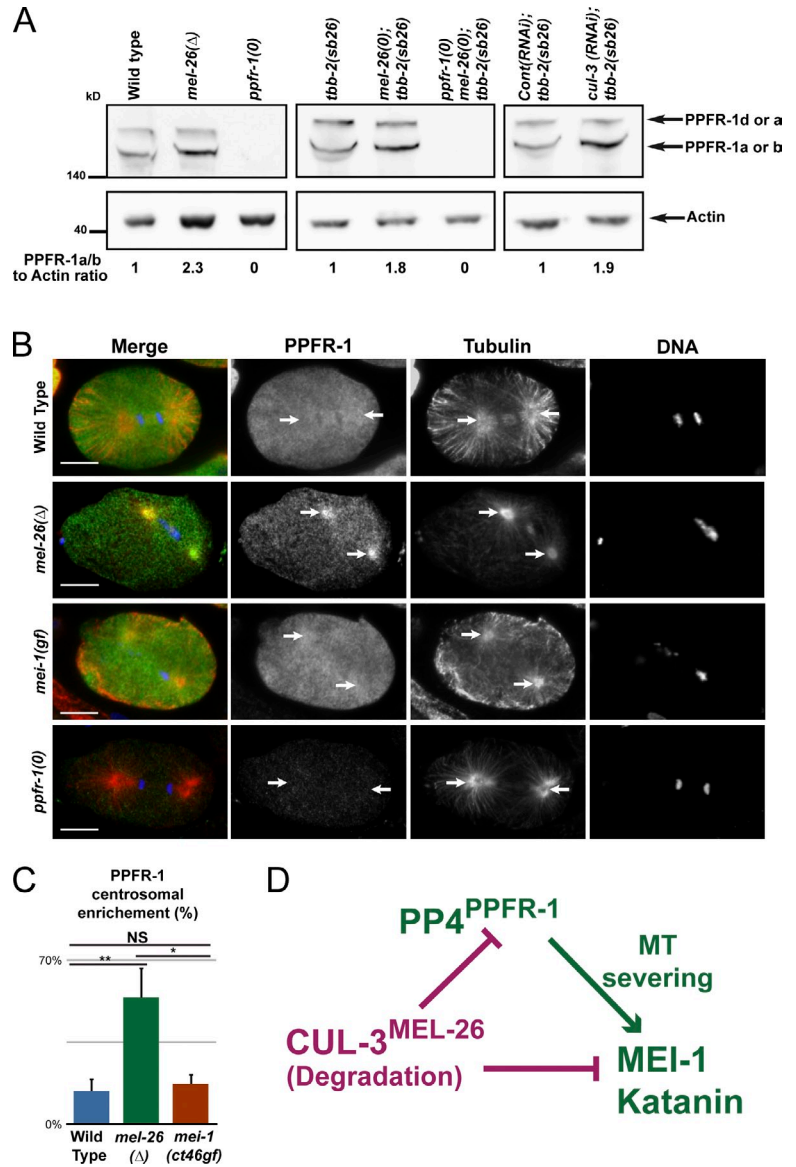 A
Wild type
mel-26(Δ)
ppfr-1(0)
tbb-2(sb26)
mel-26(0);
tbb-2(sb26)
ppfr-1(0)
mel-26(0);
tbb-2(sb26)
Cont(RNAi);
tbb-2(sb26)
cul-3 (RNAi);
tbb-2(sb26)
kD
PPFR-1d or a
PPFR-1a or b
140
40
Actin
PPFR-1a/b
to Actin ratio
1 2.3 0 1 1.8 0 1 1.9
B
Merge PPFR-1 Tubulin DNA
Wild Type
mel-26(Δ)
mei-1(gf)
ppfr-1(0)
C
PPFR-1
centrosomal
enrichement (%)
NS
70%
** *
0%
Wild
Type
mel-26
(Δ)
mei-1
(ct46gf)
D
PP4PPFR-1
MT
severing
CUL-3MEL-26
(Degradation)
MEI-1
Katanin